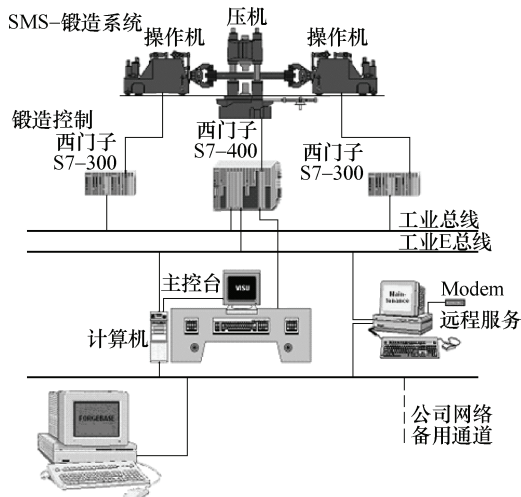 SMS-锻造系统
压机
操作机
操作机
锻造控制
西门子
S7-300
西门子
S7-400
西门子
S7-300
工业总线
工业E总线
主控台
VISU
Main-
tenance
Modem
远程服务
计算机
FORGEBASE
公司网络
备用通道